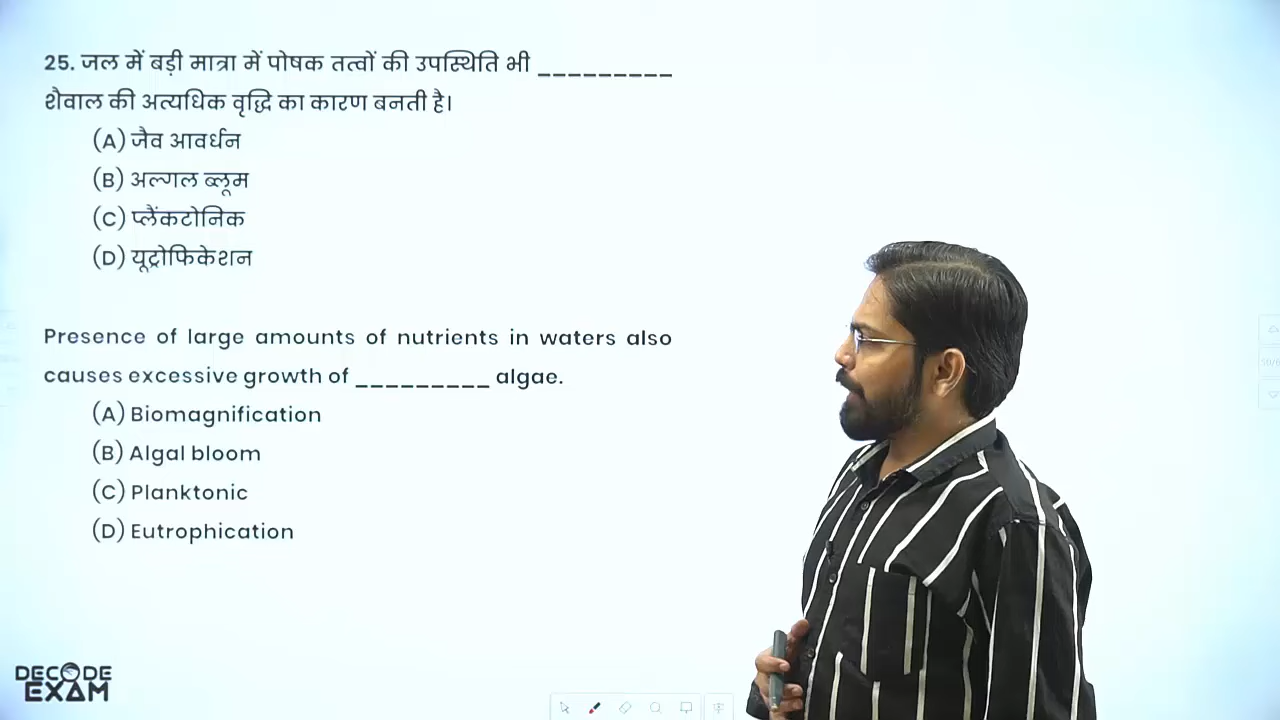 25. जल में बड़ी मात्रा में पोषक तत्वों की उपस्थिति भी _________
शैवाल की अत्यधिक वृद्धि का कारण बनती है।
(A) जैव आवर्धन
(B) अल्गल ब्लूम
(C) प्लैंकटोनिक
(D) यूट्रोफिकेशन
Presence of large amounts of nutrients in waters also
causes excessive growth of _________ algae.
(A) Biomagnification
(B) Algal bloom
(C) Planktonic
(D) Eutrophication
DECODE
EXAM